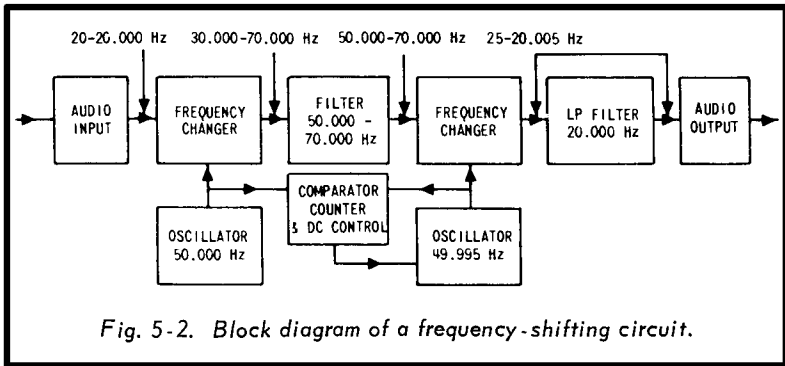 20-20.000 Hz 30.000-70.000 Hz 50.000-70.000 Hz 25-20.005 Hz
AUDIO
INPUT
FREQUENCY
CHANGER
FILTER
50.000 -
70.000 Hz
FREQUENCY
CHANGER
LP FILTER
20.000 Hz
AUDIO
OUTPUT
OSCILLATOR
50.000 Hz
COMPARATOR
COUNTER
& DC CONTROL
OSCILLATOR
49.995 Hz
Fig. 5-2. Block diagram of a frequency-shifting circuit.